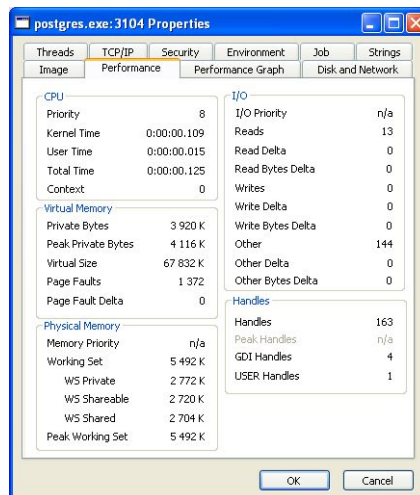 postgres.exe:3104 Properties
Threads TCP/IP Security Environment Job Strings
Image Performance Performance Graph Disk and Network
CPU
Priority 8
Kernel Time 0:00:00.109
User Time 0:00:00.015
Total Time 0:00:00.125
Context 0
Virtual Memory
Private Bytes 3 920 K
Peak Private Bytes 4 116 K
Virtual Size 67 832 K
Page Faults 1 372
Page Fault Delta 0
Physical Memory
Memory Priority n/a
Working Set 5 492 K
WS Private 2 772 K
WS Shareable 2 720 K
WS Shared 2 704 K
Peak Working Set 5 492 K
I/O
I/O Priority n/a
Reads 13
Read Delta 0
Read Bytes Delta 0
Writes 0
Write Delta 0
Write Bytes Delta 0
Other 144
Other Delta 0
Other Bytes Delta 0
Handles
Handles 163
Peak Handles n/a
GDI Handles 4
USER Handles 1
OK Cancel